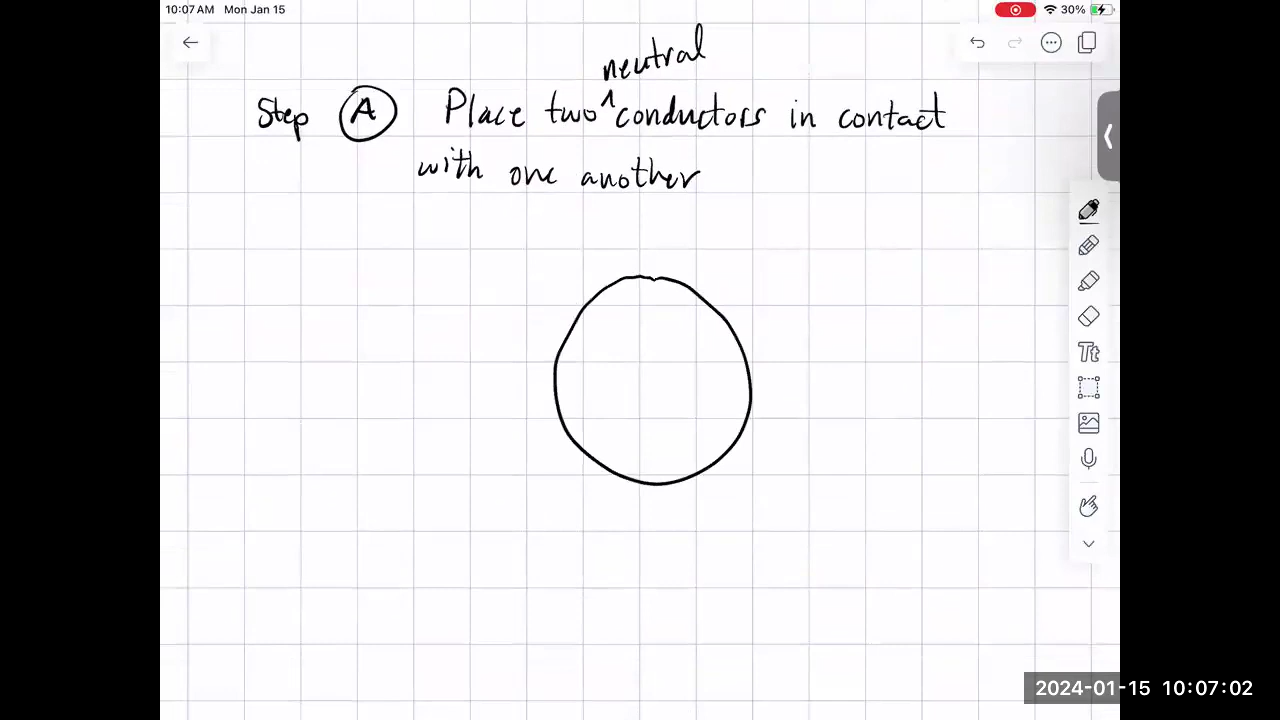 10:07 AM Mon Jan 15
30%
neutral
Step A Place two ^ conductors in contact
with one another
Tt
2024-01-15 10:07:02